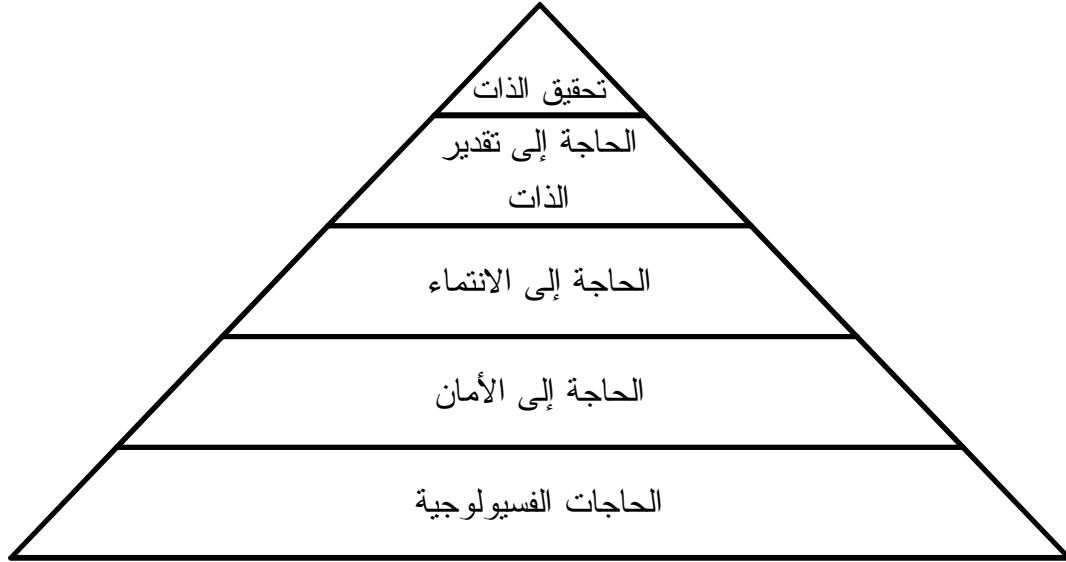 تحقيق الذات
الحاجة إلى تقدير
الذات
الحاجة إلى الانتماء
الحاجة إلى الأمان
الحاجات الفسيولوجية